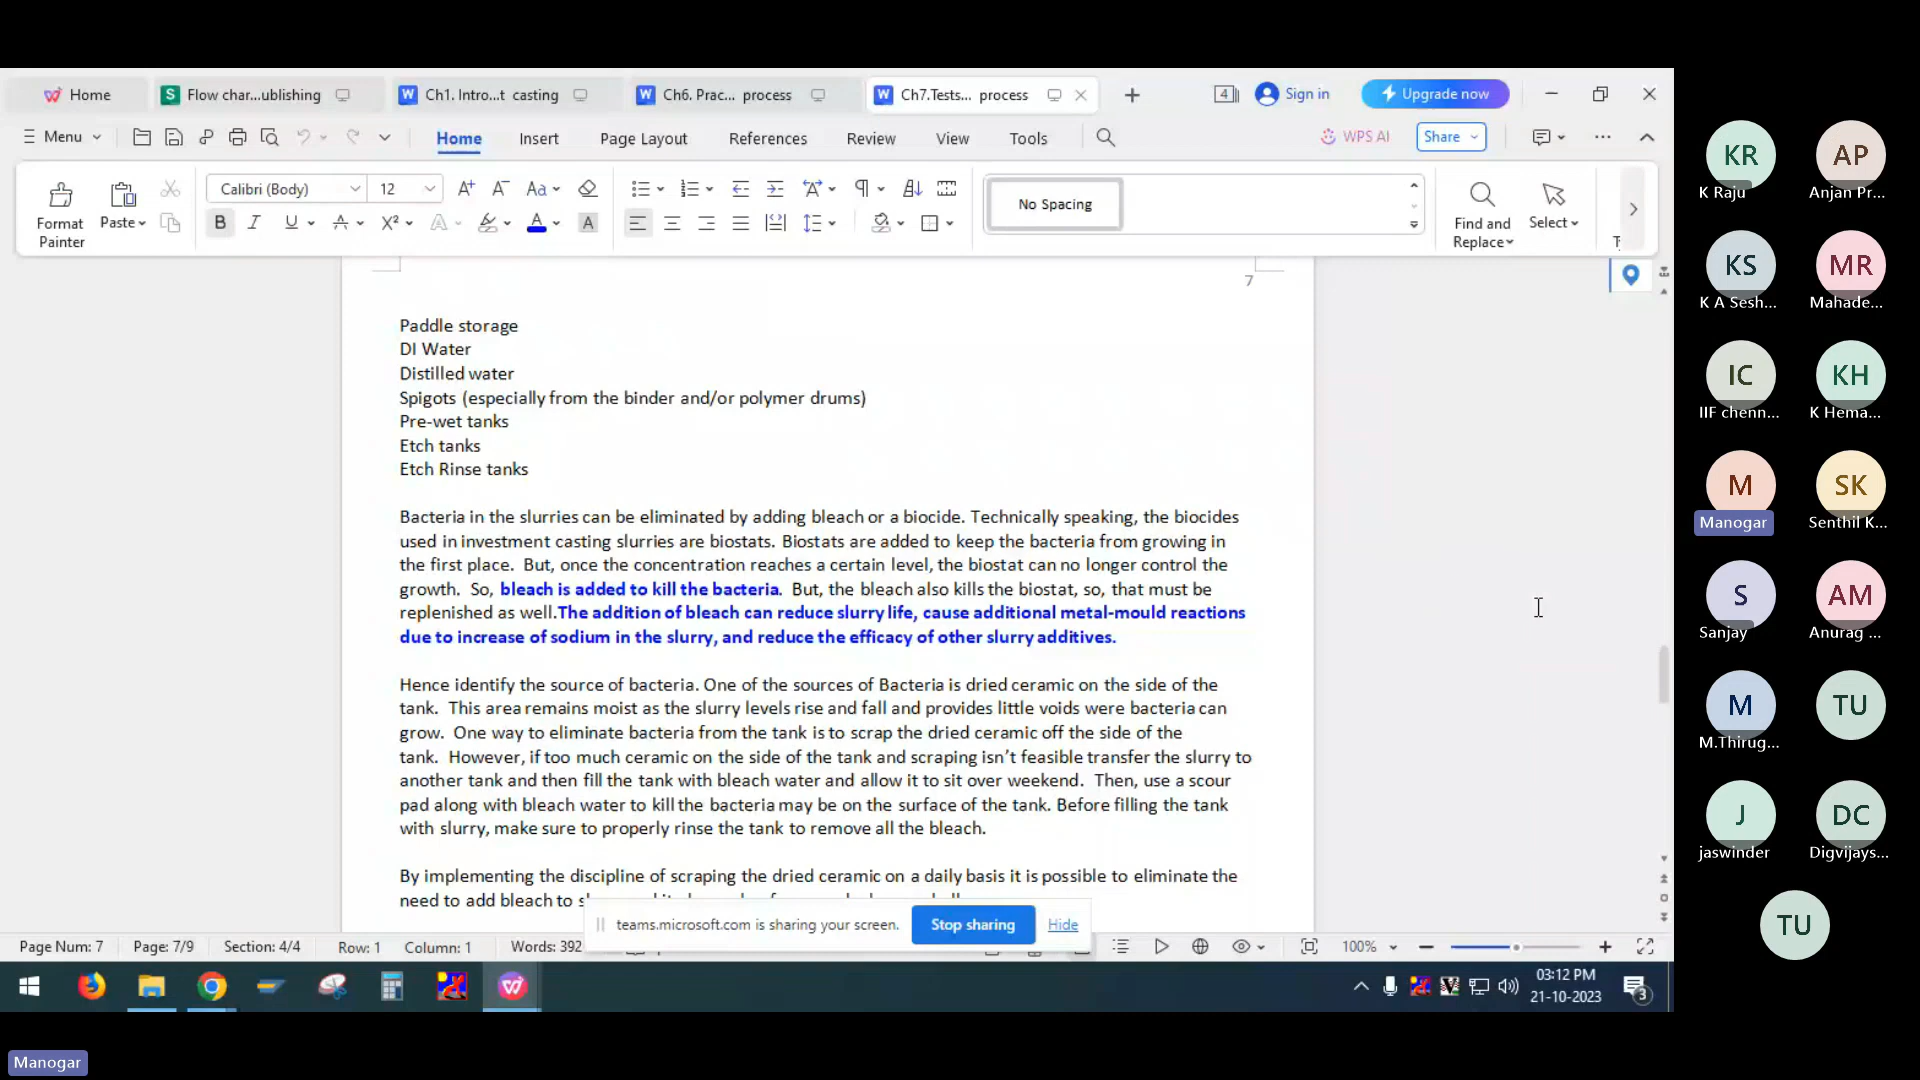 Home
Flow char...ublishing
Ch1. Intro...t casting
Ch6. Prac... process
Ch7.Tests... process
Sign in
Upgrade now
Menu
Home
Insert
Page Layout
References
Review
View
Tools
WPS AI
Share
Format
Painter
Paste
Calibri (Body)
12
No Spacing
Find and
Replace
Select
7
Paddle storage
DI Water
Distilled water
Spigots (especially from the binder and/or polymer drums)
Pre-wet tanks
Etch tanks
Etch Rinse tanks
Bacteria in the slurries can be eliminated by adding bleach or a biocide. Technically speaking, the biocides
used in investment casting slurries are biostats. Biostats are added to keep the bacteria from growing in
the first place. But, once the concentration reaches a certain level, the biostat can no longer control the
growth. So, bleach is added to kill the bacteria. But, the bleach also kills the biostat, so, that must be
replenished as well.The addition of bleach can reduce slurry life, cause additional metal-mould reactions
due to increase of sodium in the slurry, and reduce the efficacy of other slurry additives.
Hence identify the source of bacteria. One of the sources of Bacteria is dried ceramic on the side of the
tank. This area remains moist as the slurry levels rise and fall and provides little voids were bacteria can
grow. One way to eliminate bacteria from the tank is to scrap the dried ceramic off the side of the
tank. However, if too much ceramic on the side of the tank and scraping isn't feasible transfer the slurry to
another tank and then fill the tank with bleach water and allow it to sit over weekend. Then, use a scour
pad along with bleach water to kill the bacteria may be on the surface of the tank. Before filling the tank
with slurry, make sure to properly rinse the tank to remove all the bleach.
By implementing the discipline of scraping the dried ceramic on a daily basis it is possible to eliminate the
need to add bleach to
teams.microsoft.com is sharing your screen.
Stop sharing
Hide
Page Num: 7
Page: 7/9
Section: 4/4
Row: 1
Column: 1
Words: 392
100%
03:12 PM
21-10-2023
3
KR
K Raju
AP
Anjan Pr...
KS
K A Sesh...
MR
Mahade...
IC
IIF chenn...
KH
K Hema...
M
Manogar
SK
Senthil K...
S
Sanjay
AM
Anurag ...
M
M.Thirug...
TU
J
jaswinder
DC
Digvijays...
TU
Manogar